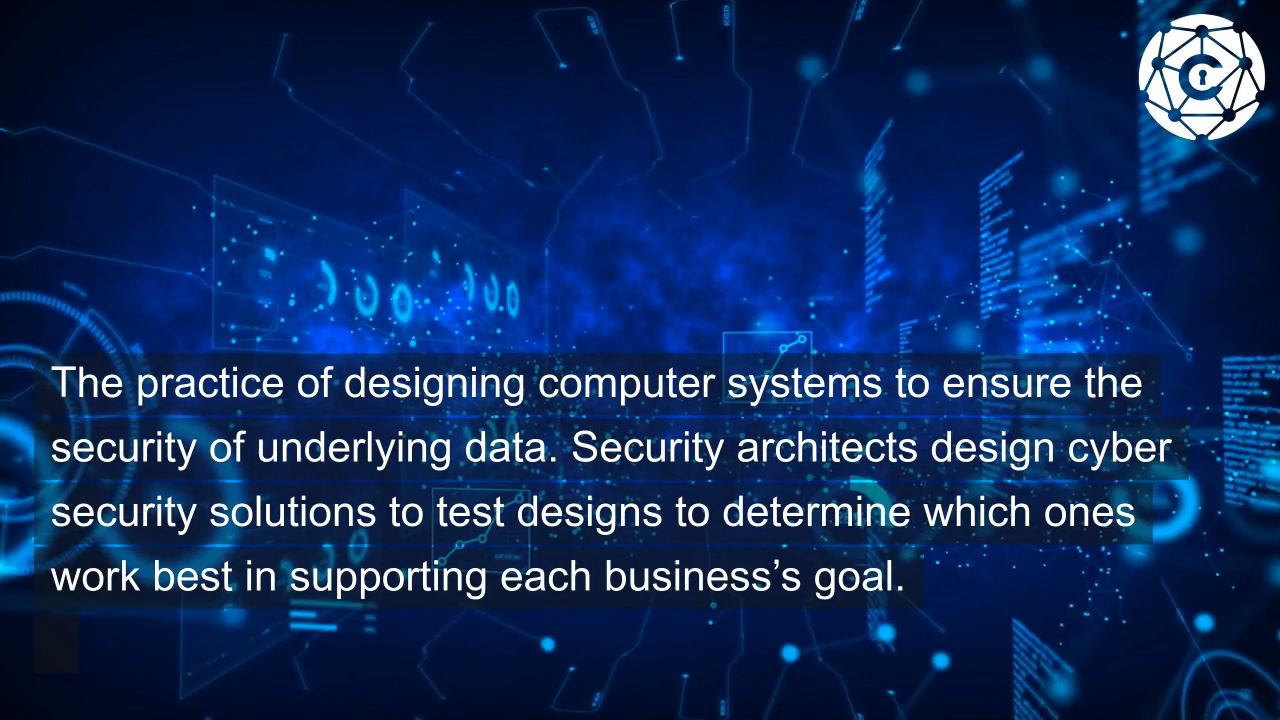 The practice of designing computer systems to ensure the
security of underlying data. Security architects design cyber
security solutions to test designs to determine which ones
work best in supporting each business’s goal.